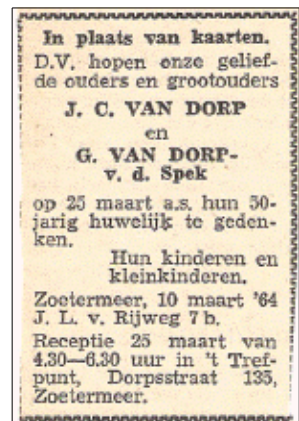 In plaats van kaarten.
D.V. hopen onze gelief-
de ouders en grootouders
J. C. VAN DORP
en
G. VAN DORP-
v. d. Spek
op 25 maart a.s. hun 50-
jarig huwelijk te geden-
ken.
Hun kinderen en
kleinkinderen.
Zoetermeer, 10 maart '64
J. L. v. Rijweg 7 b.
Receptie 25 maart van
4.30—6.30 uur in 't Tref-
punt, Dorpsstraat 135,
Zoetermeer.